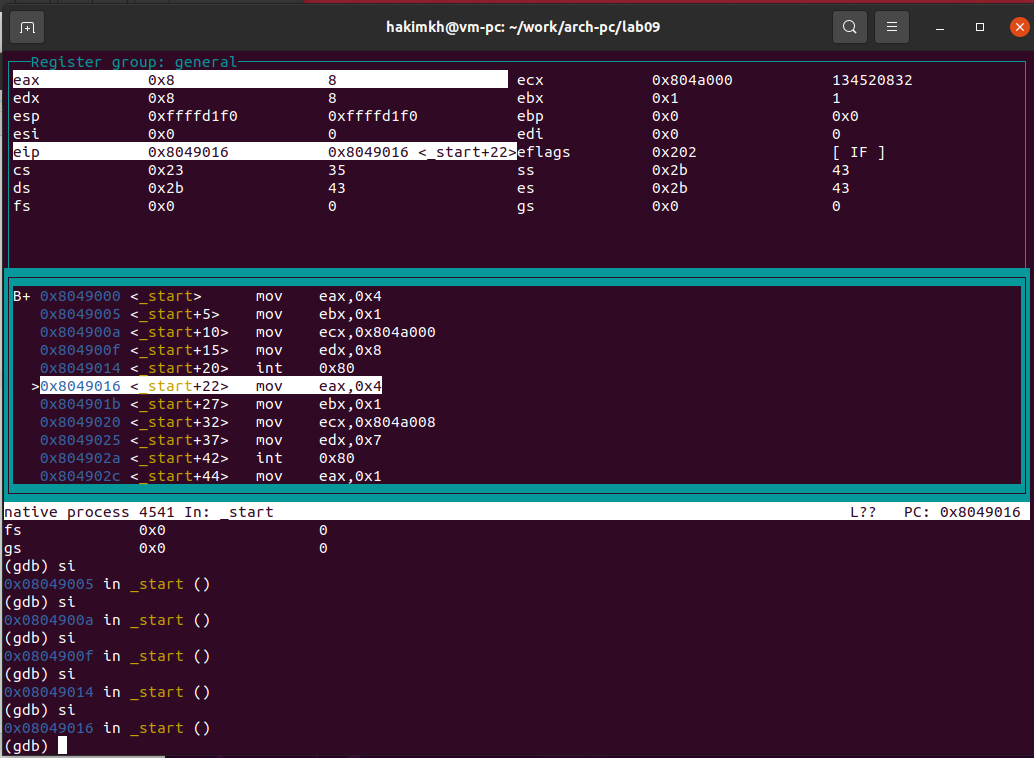 hakimkh@vm-pc: ~/work/arch-pc/lab09
Register group: general
eax 0x8 8 ecx 0x804a000 134520832
edx 0x8 8 ebx 0x1 1
esp 0xffffd1f0 0xffffd1f0 ebp 0x0 0x0
esi 0x0 0 edi 0x0 0
eip 0x8049016 0x8049016 <_start+22> eflags 0x202 [ IF ]
cs 0x23 35 ss 0x2b 43
ds 0x2b 43 es 0x2b 43
fs 0x0 0 gs 0x0 0
B+ 0x8049000 <_start> mov eax,0x4
0x8049005 <_start+5> mov ebx,0x1
0x804900a <_start+10> mov ecx,0x804a000
0x804900f <_start+15> mov edx,0x8
0x8049014 <_start+20> int 0x80
>0x8049016 <_start+22> mov eax,0x4
0x804901b <_start+27> mov ebx,0x1
0x8049020 <_start+32> mov ecx,0x804a008
0x8049025 <_start+37> mov edx,0x7
0x804902a <_start+42> int 0x80
0x804902c <_start+44> mov eax,0x1
native process 4541 In: _start L?? PC: 0x8049016
fs 0x0 0
gs 0x0 0
(gdb) si
0x08049005 in _start ()
(gdb) si
0x0804900a in _start ()
(gdb) si
0x0804900f in _start ()
(gdb) si
0x08049014 in _start ()
(gdb) si
0x08049016 in _start ()
(gdb)